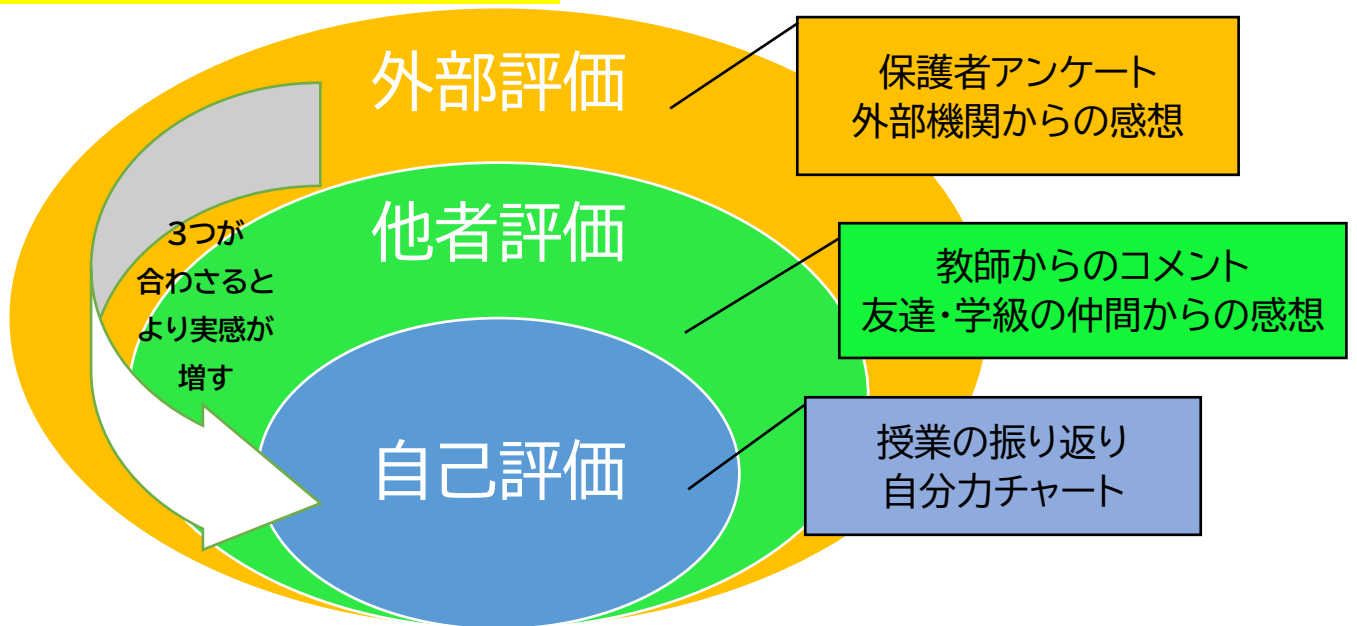 外部評価
保護者アンケート
外部機関からの感想
他者評価
教師からのコメント
友達・学級の仲間からの感想
3つが
合わさると
より実感が
増す
自己評価
授業の振り返り
自分力チャート